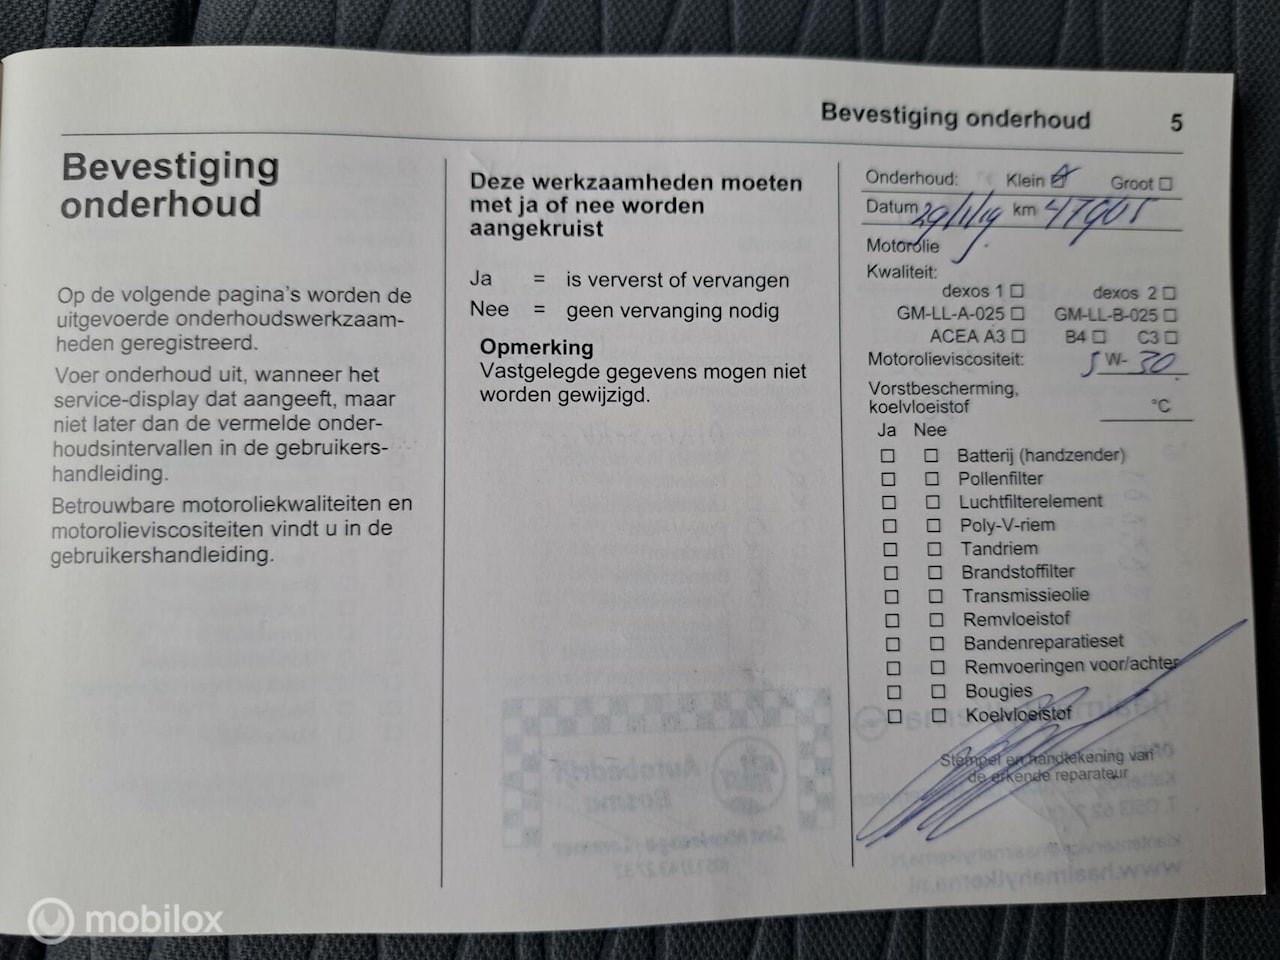 Bevestiging onderhoud 5
Bevestiging
onderhoud
Op de volgende pagina's worden de
uitgevoerde onderhoudswerkzaam-
heden geregistreerd.
Voer onderhoud uit, wanneer het
service-display dat aangeeft, maar
niet later dan de vermelde onder-
houdsintervallen in de gebruikers-
handleiding.
Betrouwbare motoroliekwaliteiten en
motorolieviscositeiten vindt u in de
gebruikershandleiding.
Deze werkzaamheden moeten
met ja of nee worden
aangekruist
Ja = is ververst of vervangen
Nee = geen vervanging nodig
Opmerking
Vastgelegde gegevens mogen niet
worden gewijzigd.
Onderhoud: Klein ☑ Groot ☐
Datum 29/1/19 km
Motorolie
Kwaliteit:
dexos 1 ☐ dexos 2 ☐
GM-LL-A-025 ☐ GM-LL-B-025 ☐
ACEA A3 ☐ B4 ☐ C3 ☐
Motorolieviscositeit: 5 W- 30
Vorstbescherming,
koelvloeistof °C
Ja Nee
☐ ☐ Batterij (handzender)
☐ ☐ Pollenfilter
☐ ☐ Luchtfilterelement
☐ ☐ Poly-V-riem
☐ ☐ Tandriem
☐ ☐ Brandstoffilter
☐ ☐ Transmissieolie
☐ ☐ Remvloeistof
☐ ☐ Bandenreparatieset
☐ ☐ Remvoeringen voor/achter
☐ ☐ Bougies
☐ ☐ Koelvloeistof
Stempel en handtekening van
de erkende reparateur
mobilox